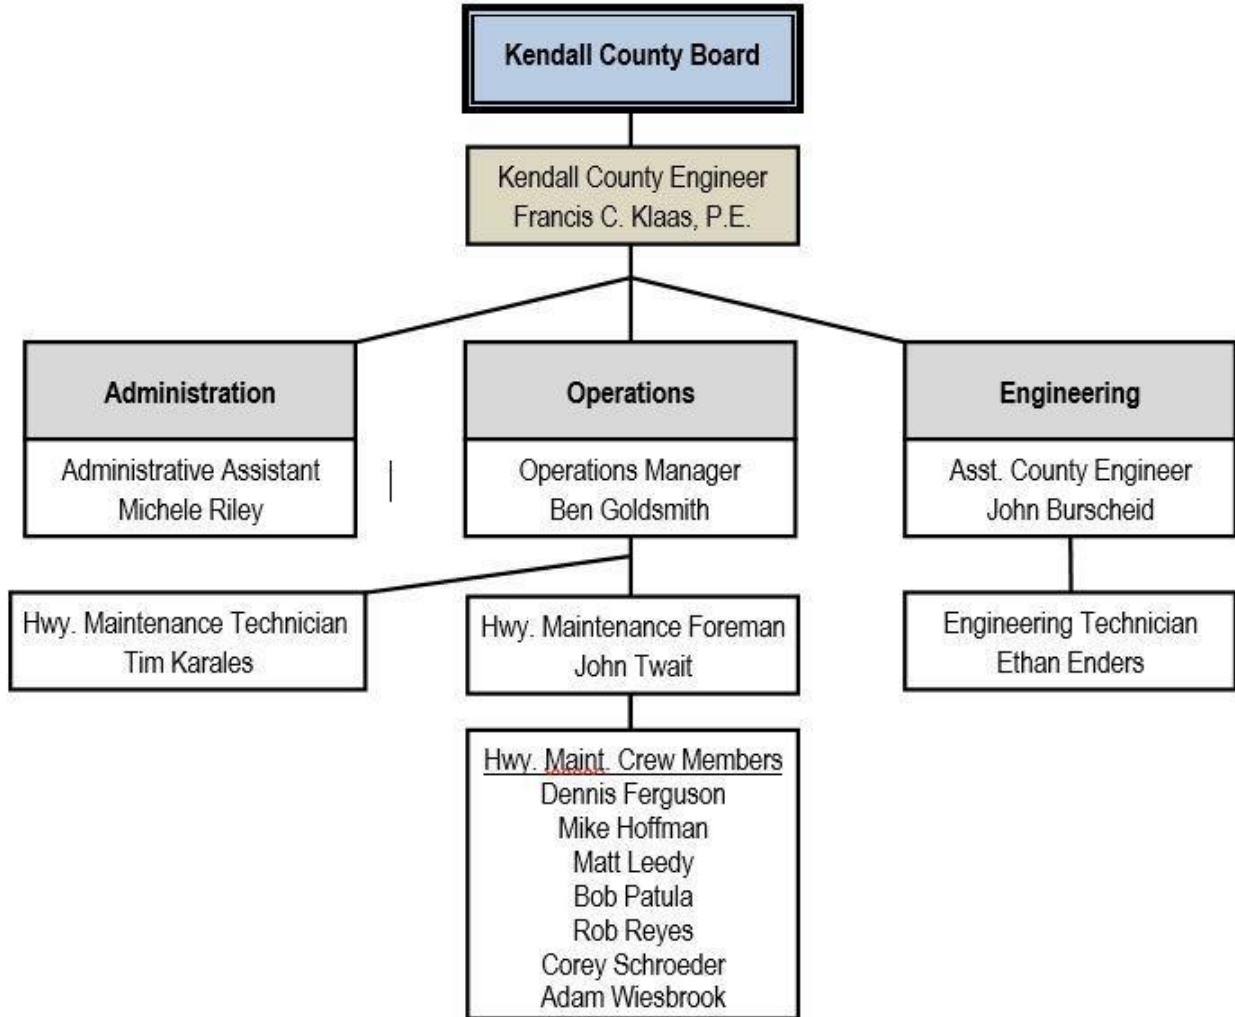 Kendall County Board
Kendall County Engineer
Francis C. Klaas, P.E.
Administration
Administrative Assistant
Michele Riley
Operations
Operations Manager
Ben Goldsmith
Engineering
Asst. County Engineer
John Burscheid
Hwy. Maintenance Technician
Tim Karales
Hwy. Maintenance Foreman
John Twait
Engineering Technician
Ethan Enders
Hwy. Maint. Crew Members
Dennis Ferguson
Mike Hoffman
Matt Leedy
Bob Patula
Rob Reyes
Corey Schroeder
Adam Wiesbrook